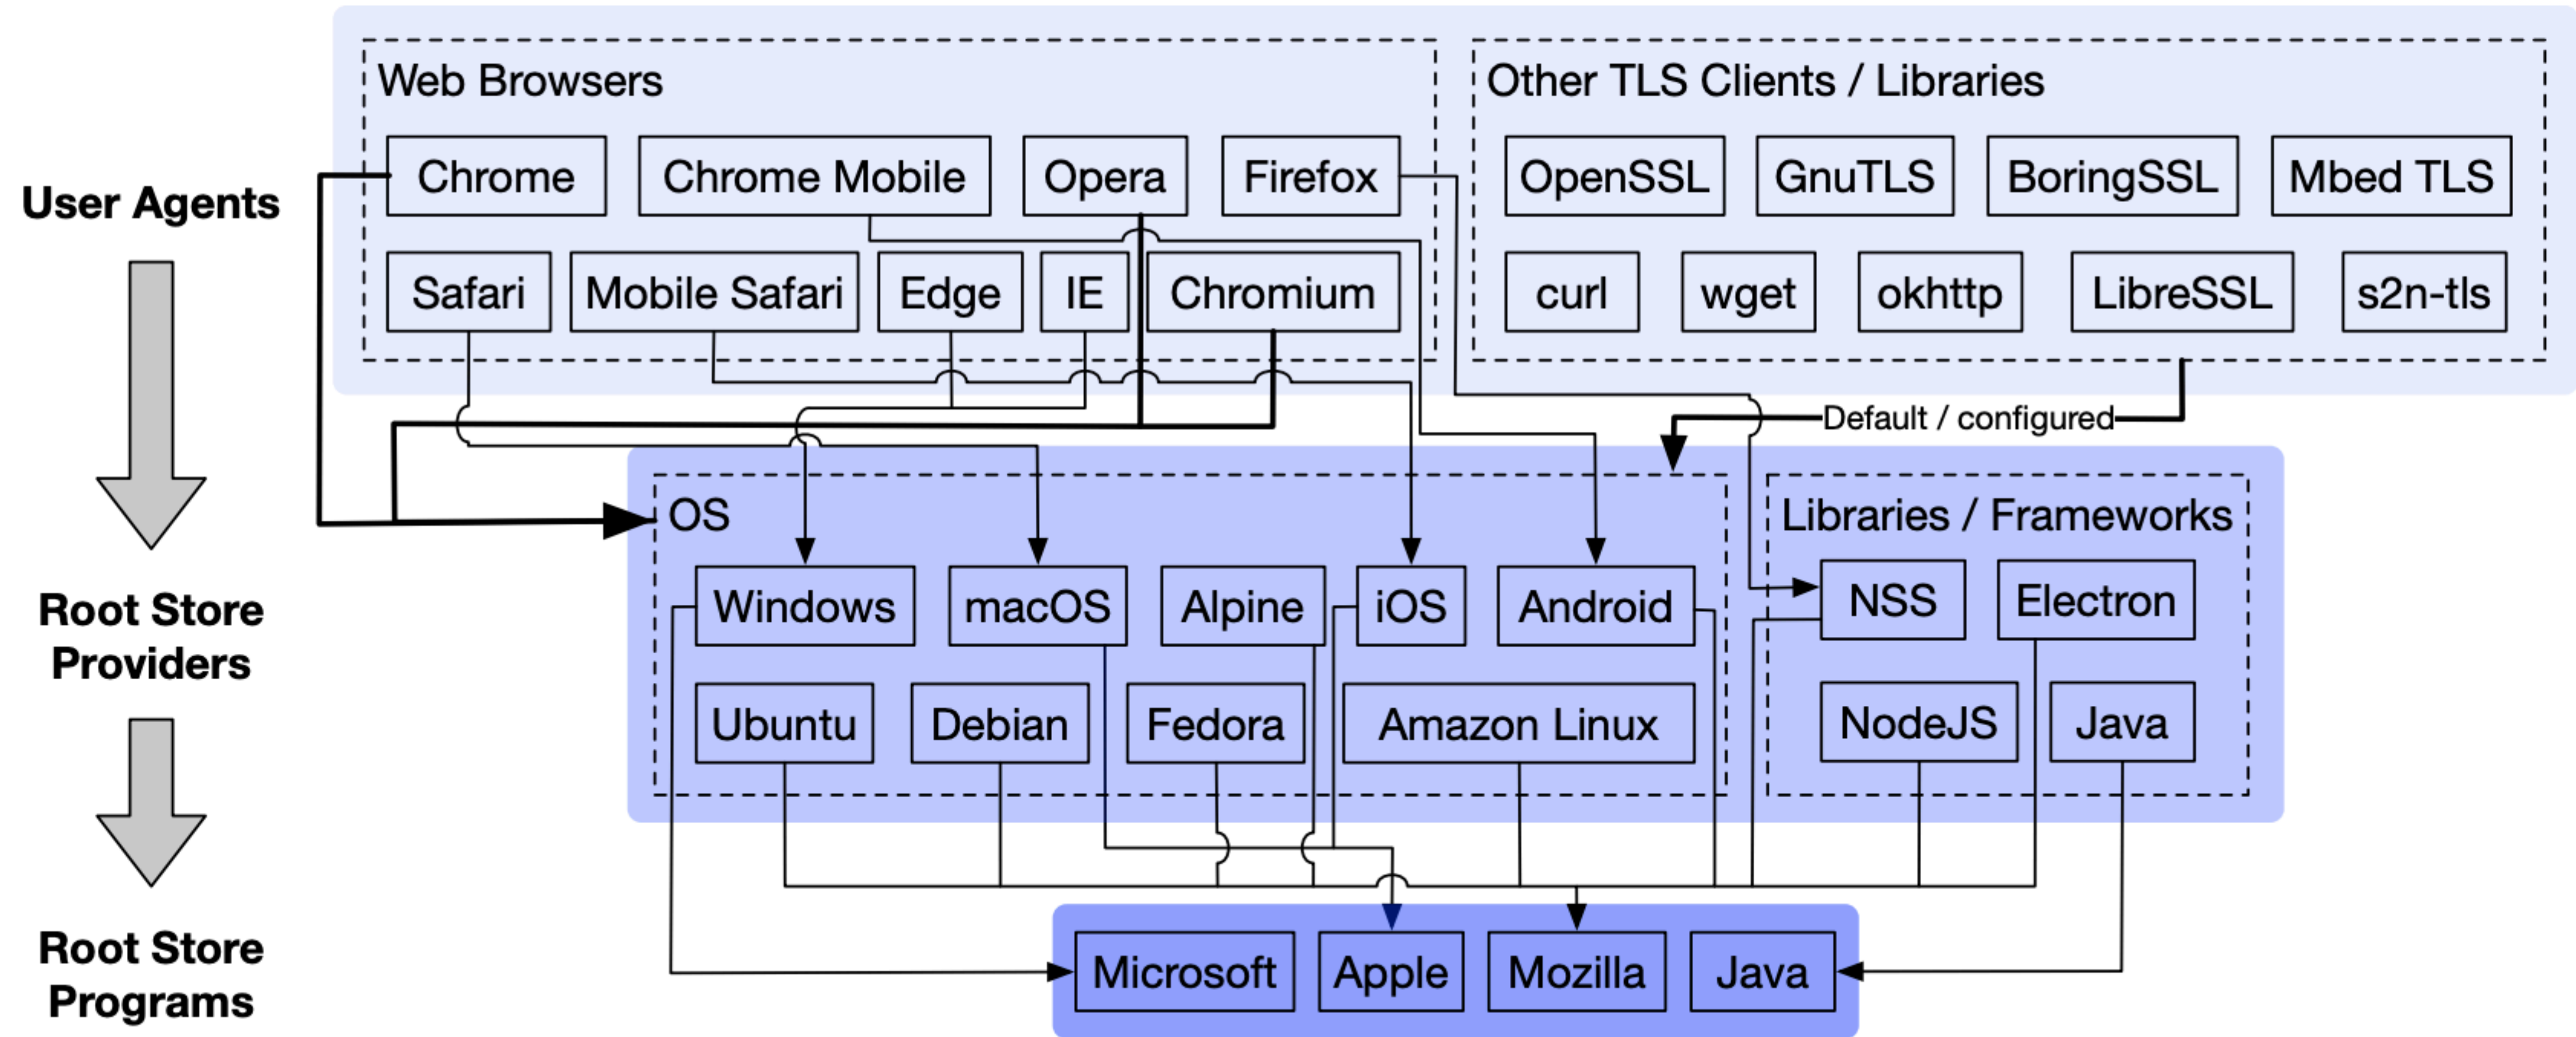 Web Browsers
Other TLS Clients / Libraries
Chrome
Chrome Mobile
Opera
Firefox
OpenSSL
GnuTLS
BoringSSL
Mbed TLS
User Agents
Safari
Mobile Safari
Edge
IE
Chromium
curl
wget
okhttp
LibreSSL
s2n-tls
Default / configured
OS
Libraries / Frameworks
Root Store
Providers
Windows
macOS
Alpine
iOS
Android
NSS
Electron
Ubuntu
Debian
Fedora
Amazon Linux
NodeJS
Java
Root Store
Programs
Microsoft
Apple
Mozilla
Java